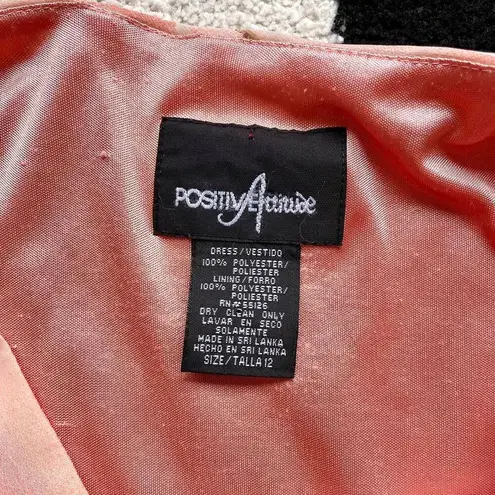 POSITIVE Attitude
DRESS/VESTIDO
100% POLYESTER/
POLIESTER
LINING/FORRO
100% POLYESTER/
POLIESTER
RN# 55126
DRY CLEAN ONLY
LAVAR EN SECO
SOLAMENTE
MADE IN SRI LANKA
HECHO EN SRI LANKA
SIZE/TALLA 12